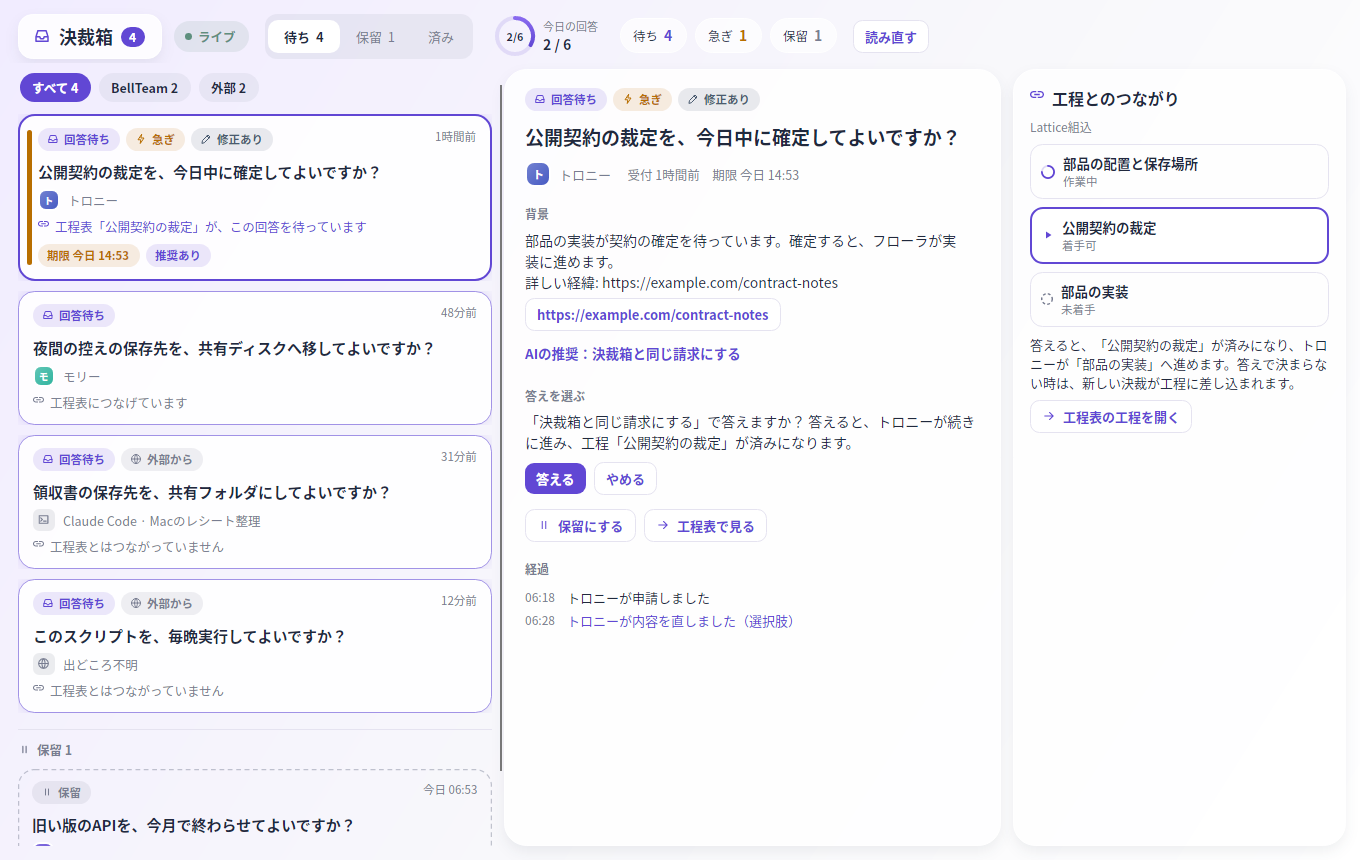 決裁箱 4
ライブ
待ち 4
保留 1
済み
2/6
今日の回答
2 / 6
待ち 4
急ぎ 1
保留 1
読み直す
すべて 4
BellTeam 2
外部 2
回答待ち
急ぎ
修正あり
1時間前
公開契約の裁定を、今日中に確定してよいですか？
ト トロニー
工程表「公開契約の裁定」が、この回答を待っています
期限 今日 14:53
推奨あり
回答待ち
48分前
夜間の控えの保存先を、共有ディスクへ移してよいですか？
モ モリー
工程表につなげています
回答待ち
外部から
31分前
領収書の保存先を、共有フォルダにしてよいですか？
Claude Code · Macのレシート整理
工程表とはつながっていません
回答待ち
外部から
12分前
このスクリプトを、毎晩実行してよいですか？
出どころ不明
工程表とはつながっていません
保留 1
保留
今日 06:53
旧い版のAPIを、今月で終わらせてよいですか？
回答待ち
急ぎ
修正あり
公開契約の裁定を、今日中に確定してよいですか？
ト トロニー 受付 1時間前 期限 今日 14:53
背景
部品の実装が契約の確定を待っています。確定すると、フローラが実
装に進めます。
詳しい経緯: https://example.com/contract-notes
https://example.com/contract-notes
AIの推奨：決裁箱と同じ請求にする
答えを選ぶ
「決裁箱と同じ請求にする」で答えますか？ 答えると、トロニーが続き
に進み、工程「公開契約の裁定」が済みになります。
答える
やめる
保留にする
工程表で見る
経過
06:18 トロニーが申請しました
06:28 トロニーが内容を直しました（選択肢）
工程とのつながり
Lattice組込
部品の配置と保存場所
作業中
公開契約の裁定
着手可
部品の実装
未着手
答えると、「公開契約の裁定」が済みになり、トロ
ニーが「部品の実装」へ進めます。答えで決まらな
い時は、新しい決裁が工程に差し込まれます。
工程表の工程を開く